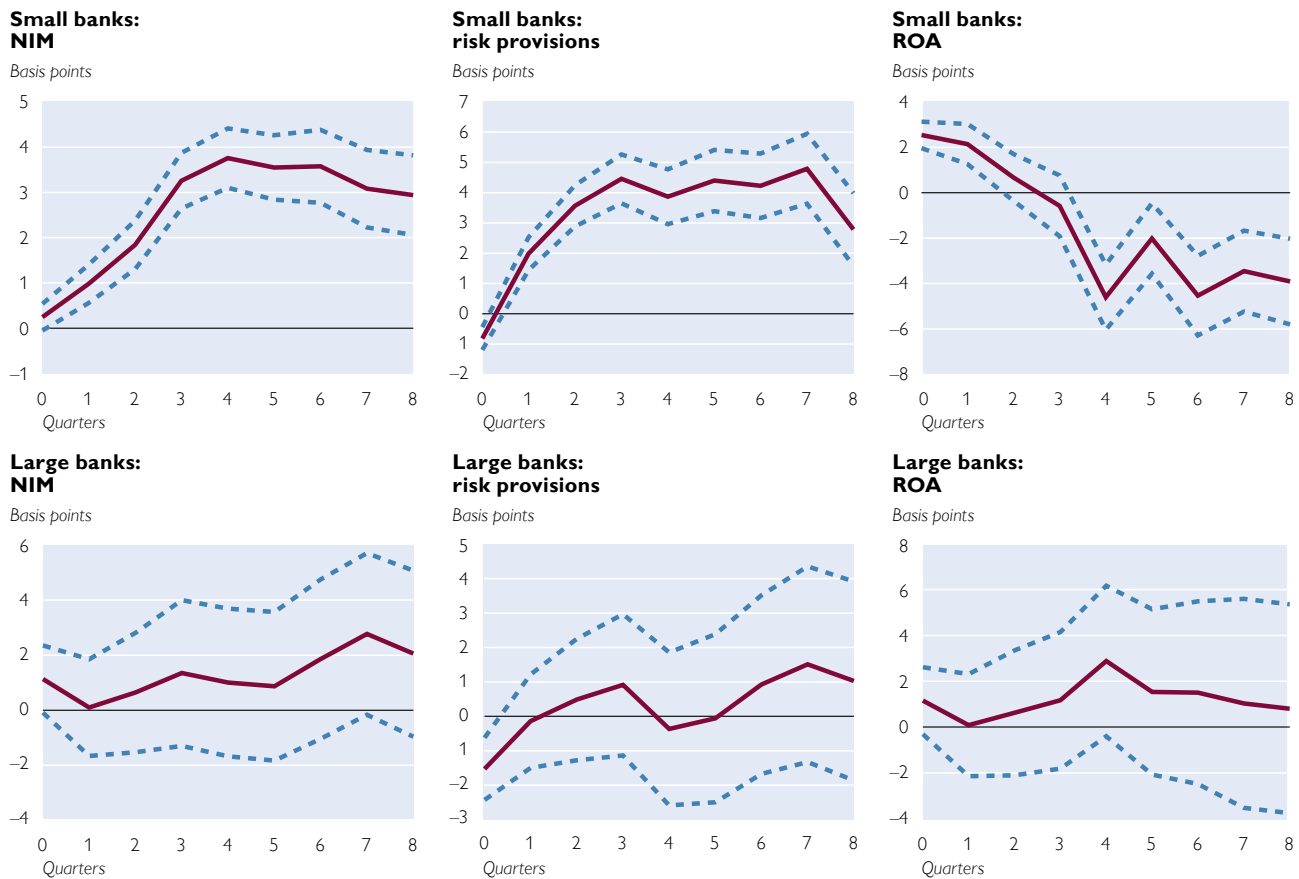 Small banks:
NIM
Basis points
5
4
3
2
1
0
–1
0 1 2 3 4 5 6 7 8
Quarters
Small banks:
risk provisions
Basis points
7
6
5
4
3
2
1
0
1
–2
0 1 2 3 4 5 6 7 8
Quarters
Small banks:
ROA
Basis points
4
2
0
–2
–4
–6
–8
0 1 2 3 4 5 6 7 8
Quarters
Large banks:
NIM
Basis points
6
4
2
0
–2
–4
0 1 2 3 4 5 6 7 8
Quarters
Large banks:
risk provisions
Basis points
5
4
3
2
1
0
1
–2
–3
0 1 2 3 4 5 6 7 8
Quarters
Large banks:
ROA
Basis points
8
6
4
2
0
–2
–4
0 1 2 3 4 5 6 7 8
Quarters